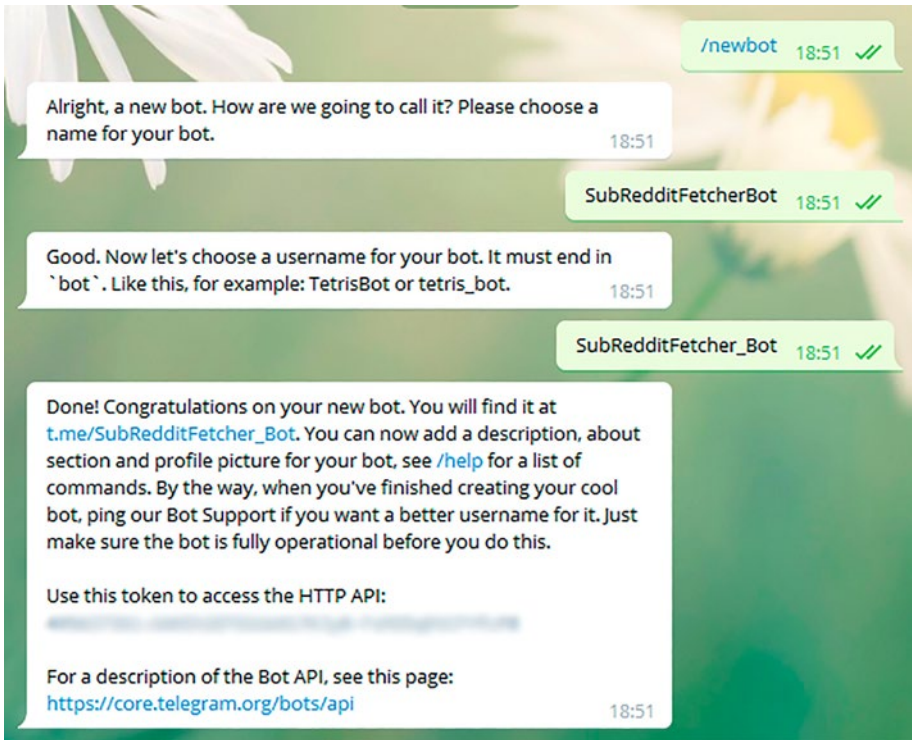 /newbot 18:51
Alright, a new bot. How are we going to call it? Please choose a
name for your bot.
18:51
SubRedditFetcherBot 18:51
Good. Now let's choose a username for your bot. It must end in
`bot`. Like this, for example: TetrisBot or tetris_bot.
18:51
SubRedditFetcher_Bot 18:51
Done! Congratulations on your new bot. You will find it at
t.me/SubRedditFetcher_Bot. You can now add a description, about
section and profile picture for your bot, see /help for a list of
commands. By the way, when you've finished creating your cool
bot, ping our Bot Support if you want a better username for it. Just
make sure the bot is fully operational before you do this.
Use this token to access the HTTP API:
For a description of the Bot API, see this page:
https://core.telegram.org/bots/api
18:51